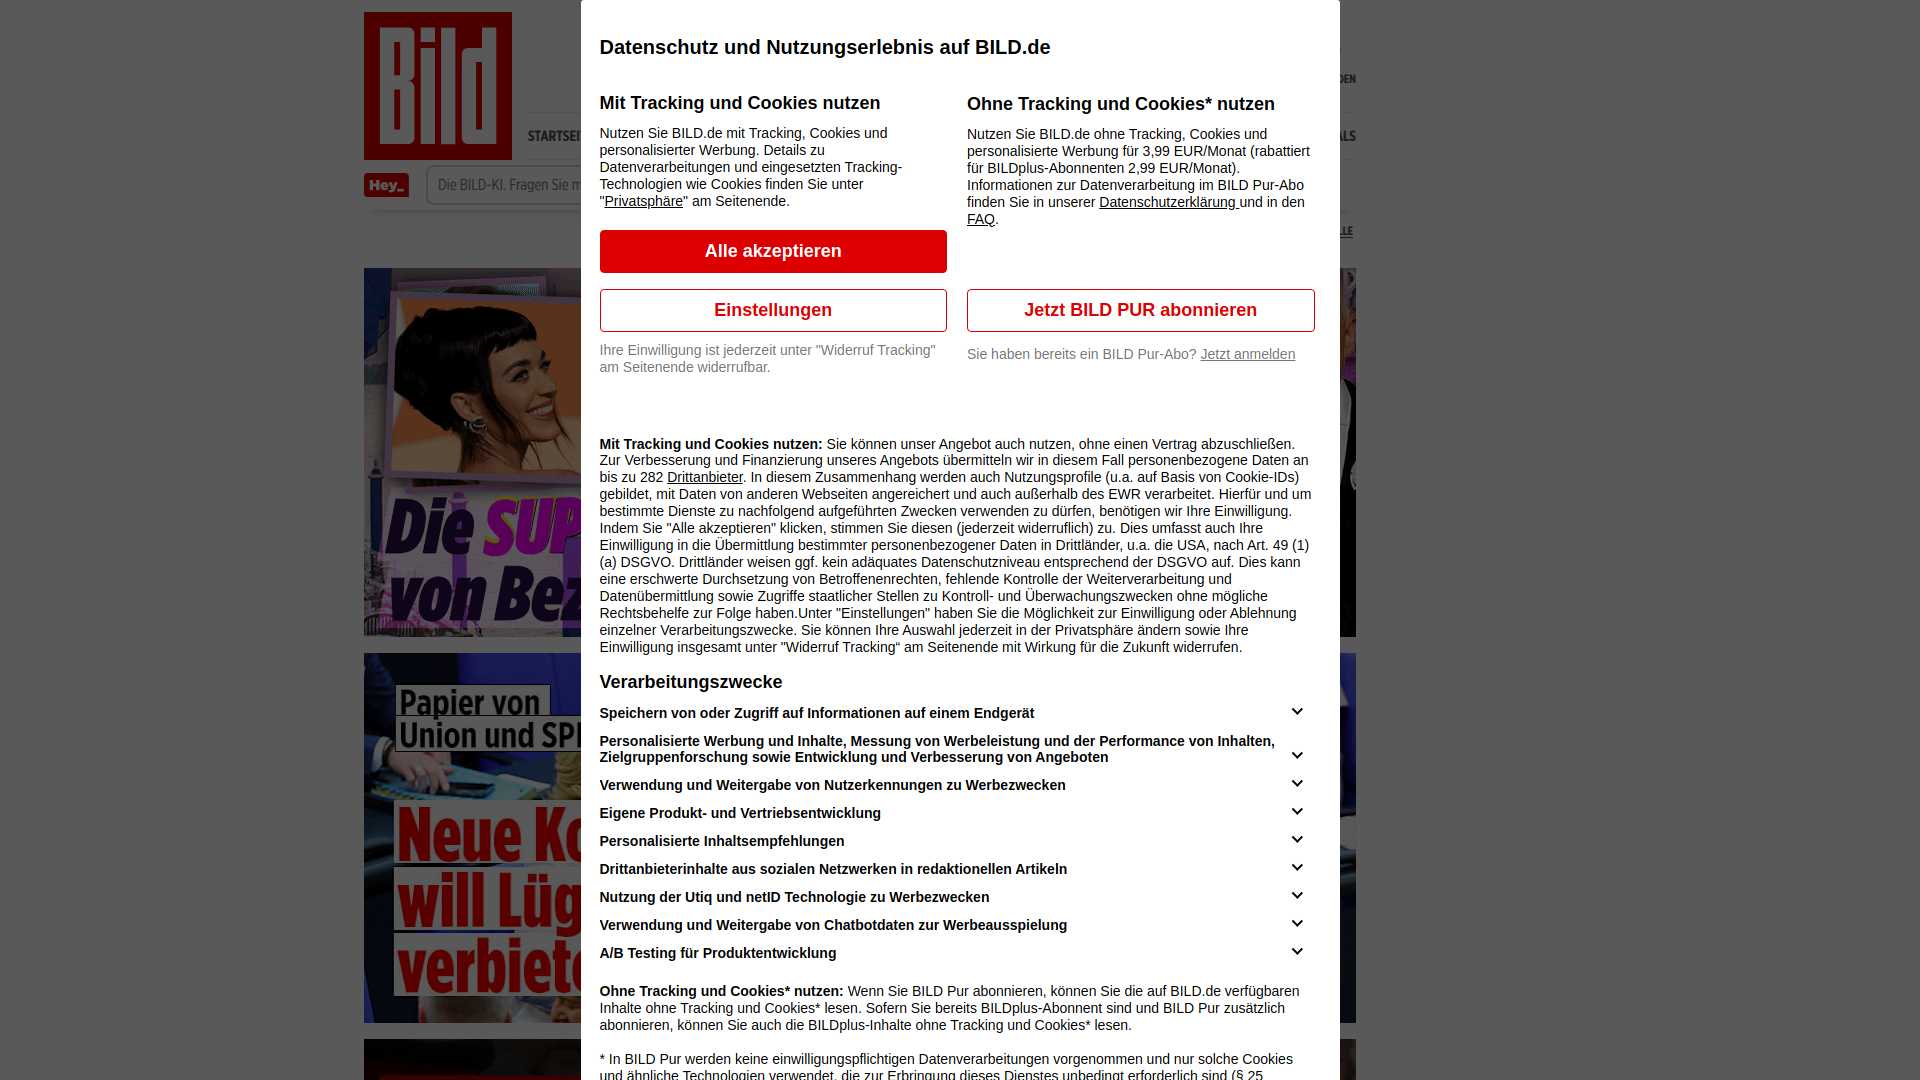 Bild
DEN
STARTSEI
ALS
Hey_
Die BILD-KI. Fragen Sie m
LLE
Die SUP
von Bez
Papier von
Union und SP
Neue Ko
will Lüg
verbiete
Datenschutz und Nutzungserlebnis auf BILD.de
Mit Tracking und Cookies nutzen
Nutzen Sie BILD.de mit Tracking, Cookies und
personalisierter Werbung. Details zu
Datenverarbeitungen und eingesetzten Tracking-
Technologien wie Cookies finden Sie unter
"Privatsphäre" am Seitenende.
Alle akzeptieren
Einstellungen
Ihre Einwilligung ist jederzeit unter "Widerruf Tracking"
am Seitenende widerrufbar.
Ohne Tracking und Cookies* nutzen
Nutzen Sie BILD.de ohne Tracking, Cookies und
personalisierte Werbung für 3,99 EUR/Monat (rabattiert
für BILDplus-Abonnenten 2,99 EUR/Monat).
Informationen zur Datenverarbeitung im BILD Pur-Abo
finden Sie in unserer Datenschutzerklärung und in den
FAQ.
Jetzt BILD PUR abonnieren
Sie haben bereits ein BILD Pur-Abo? Jetzt anmelden
Mit Tracking und Cookies nutzen: Sie können unser Angebot auch nutzen, ohne einen Vertrag abzuschließen.
Zur Verbesserung und Finanzierung unseres Angebots übermitteln wir in diesem Fall personenbezogene Daten an
bis zu 282 Drittanbieter. In diesem Zusammenhang werden auch Nutzungsprofile (u.a. auf Basis von Cookie-IDs)
gebildet, mit Daten von anderen Webseiten angereichert und auch außerhalb des EWR verarbeitet. Hierfür und um
bestimmte Dienste zu nachfolgend aufgeführten Zwecken verwenden zu dürfen, benötigen wir Ihre Einwilligung.
Indem Sie "Alle akzeptieren" klicken, stimmen Sie diesen (jederzeit widerruflich) zu. Dies umfasst auch Ihre
Einwilligung in die Übermittlung bestimmter personenbezogener Daten in Drittländer, u.a. die USA, nach Art. 49 (1)
(a) DSGVO. Drittländer weisen ggf. kein adäquates Datenschutzniveau entsprechend der DSGVO auf. Dies kann
eine erschwerte Durchsetzung von Betroffenenrechten, fehlende Kontrolle der Weiterverarbeitung und
Datenübermittlung sowie Zugriffe staatlicher Stellen zu Kontroll- und Überwachungszwecken ohne mögliche
Rechtsbehelfe zur Folge haben.Unter "Einstellungen" haben Sie die Möglichkeit zur Einwilligung oder Ablehnung
einzelner Verarbeitungszwecke. Sie können Ihre Auswahl jederzeit in der Privatsphäre ändern sowie Ihre
Einwilligung insgesamt unter "Widerruf Tracking“ am Seitenende mit Wirkung für die Zukunft widerrufen.
Verarbeitungszwecke
Speichern von oder Zugriff auf Informationen auf einem Endgerät
Personalisierte Werbung und Inhalte, Messung von Werbeleistung und der Performance von Inhalten,
Zielgruppenforschung sowie Entwicklung und Verbesserung von Angeboten
Verwendung und Weitergabe von Nutzerkennungen zu Werbezwecken
Eigene Produkt- und Vertriebsentwicklung
Personalisierte Inhaltsempfehlungen
Drittanbieterinhalte aus sozialen Netzwerken in redaktionellen Artikeln
Nutzung der Utiq und netID Technologie zu Werbezwecken
Verwendung und Weitergabe von Chatbotdaten zur Werbeausspielung
A/B Testing für Produktentwicklung
Ohne Tracking und Cookies* nutzen: Wenn Sie BILD Pur abonnieren, können Sie die auf BILD.de verfügbaren
Inhalte ohne Tracking und Cookies* lesen. Sofern Sie bereits BILDplus-Abonnent sind und BILD Pur zusätzlich
abonnieren, können Sie auch die BILDplus-Inhalte ohne Tracking und Cookies* lesen.
* In BILD Pur werden keine einwilligungspflichtigen Datenverarbeitungen vorgenommen und nur solche Cookies
und ähnliche Technologien verwendet, die zur Erbringung dieses Dienstes unbedingt erforderlich sind (§ 25